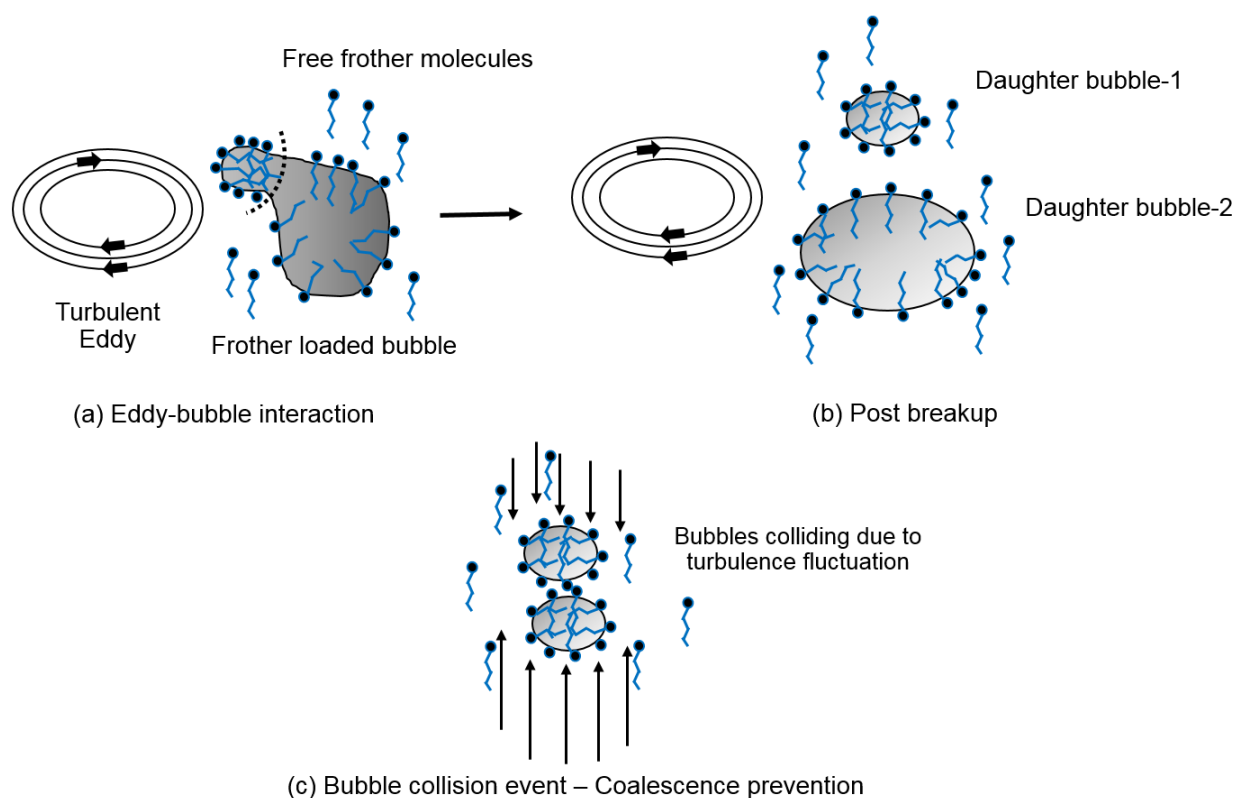 Free frother molecules
Turbulent
Eddy
Frother loaded bubble
(a) Eddy-bubble interaction
Daughter bubble-1
Daughter bubble-2
(b) Post breakup
Bubbles colliding due to
turbulence fluctuation
(c) Bubble collision event – Coalescence prevention